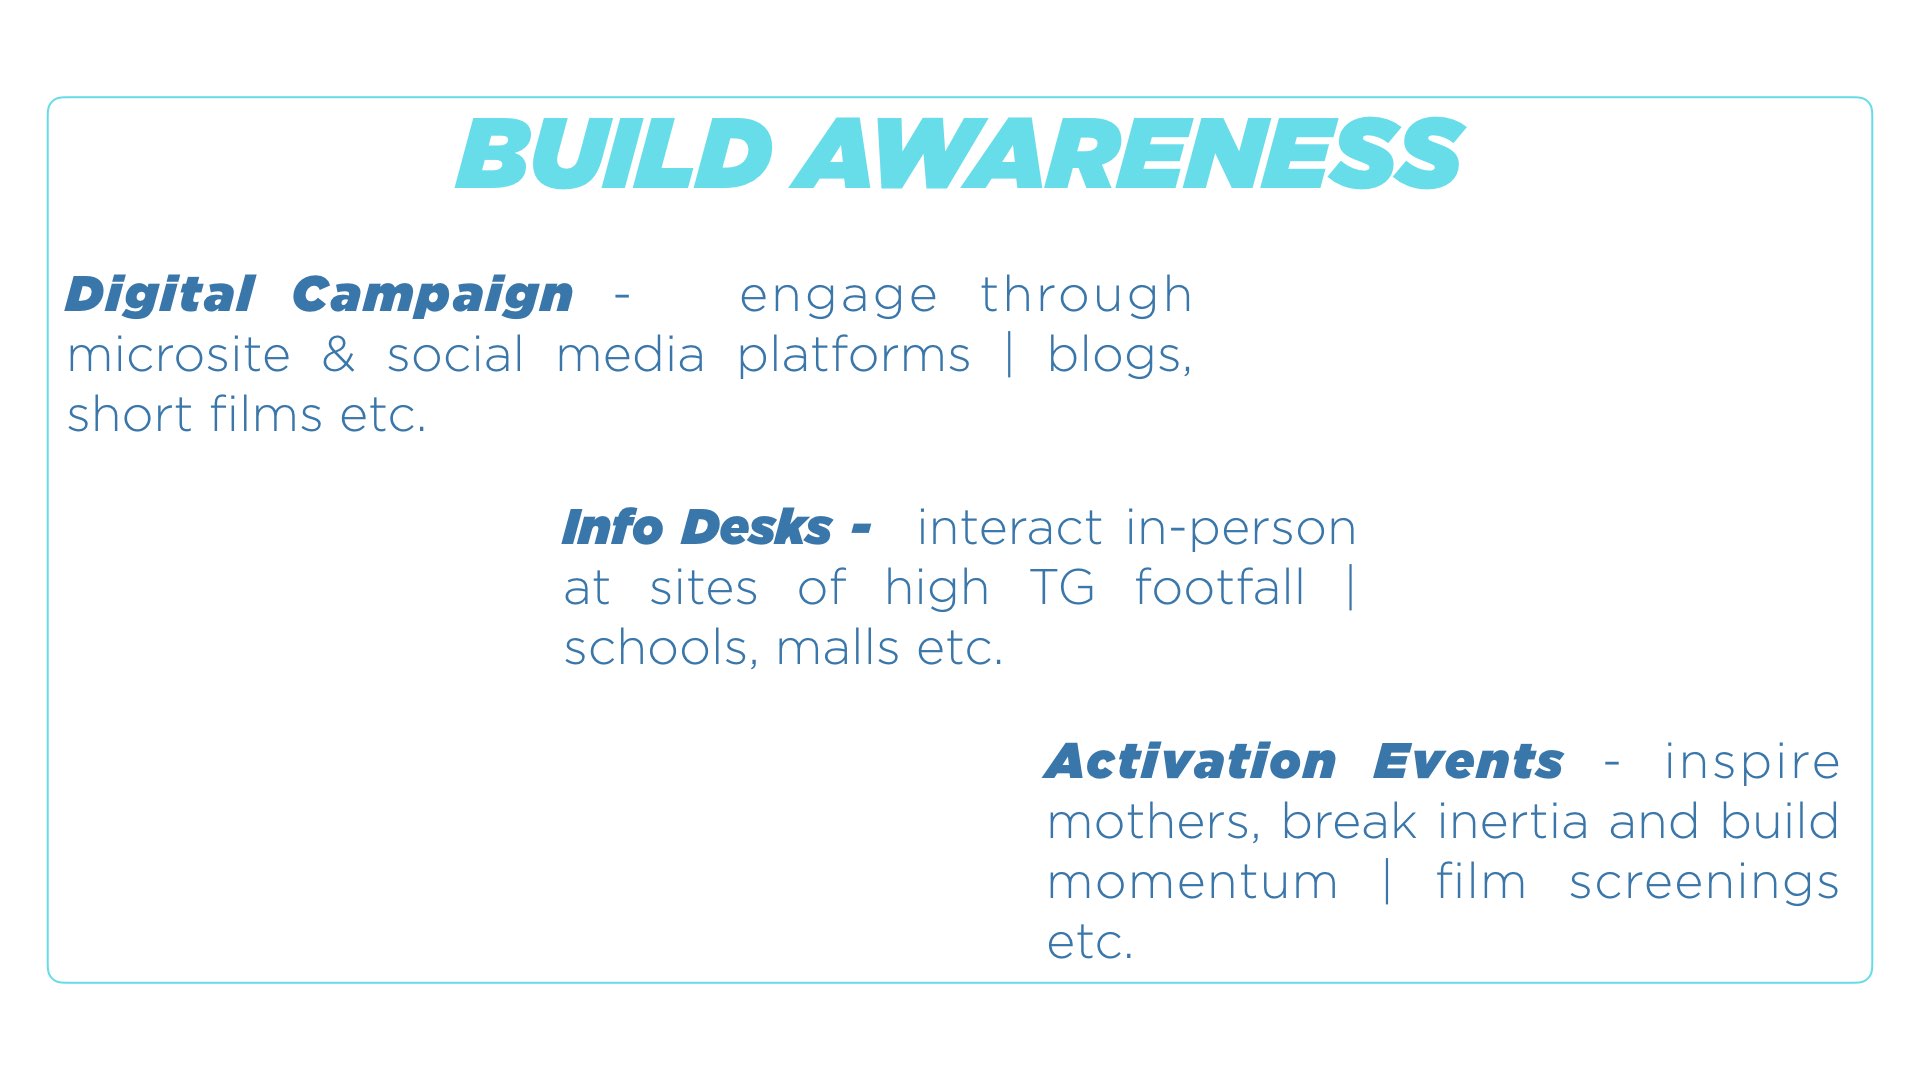 BUILD AWARENESS
Digital Campaign - engage through
microsite & social media platforms | blogs,
short films etc.
Info Desks - interact in-person
at sites of high TG footfall |
schools, malls etc.
Activation Events - inspire
mothers, break inertia and build
momentum | film screenings
etc.